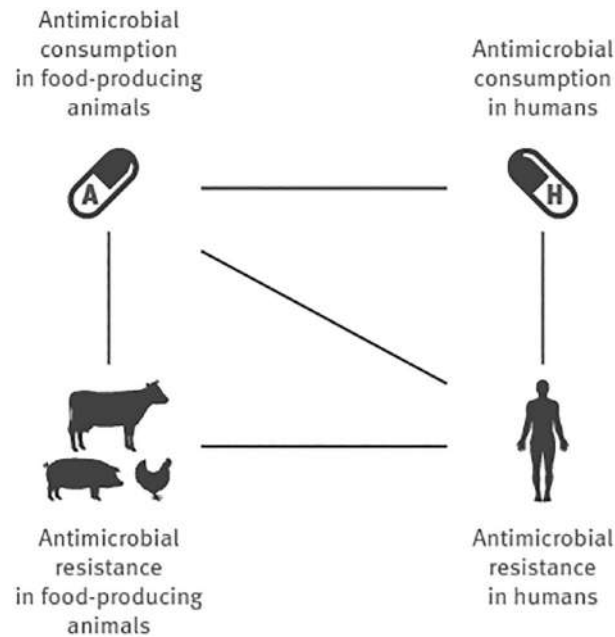 Antimicrobial
consumption
in food-producing
animals
Antimicrobial
consumption
in humans
A
H
Antimicrobial
resistance
in food-producing
animals
Antimicrobial
resistance
in humans